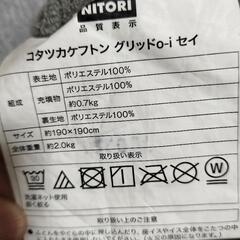 NITORI
品質表示
コタツカケフトン グリッドo-i セイ
組成
表生地 ポリエステル100%
充填物 ポリエステル100%
約0.7kg
裏生地 ポリエステル100%
サイズ 約190×190cm
全体重量 約2.0kg
取り扱い表示
洗濯ネット使用
長く絞る
取り扱い上のご注意